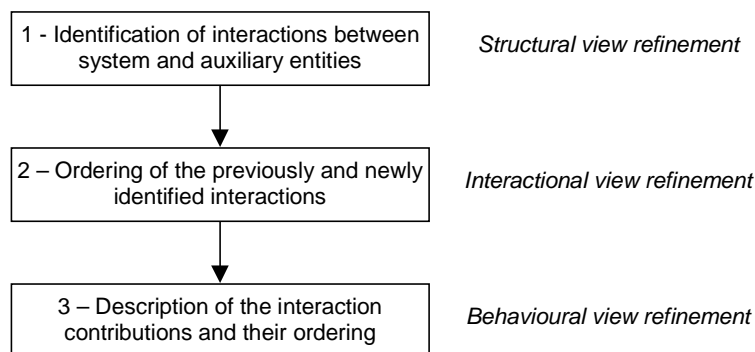 1 - Identification of interactions between
system and auxiliary entities
Structural view refinement
2 – Ordering of the previously and newly
identified interactions
Interactional view refinement
3 – Description of the interaction
contributions and their ordering
Behavioural view refinement